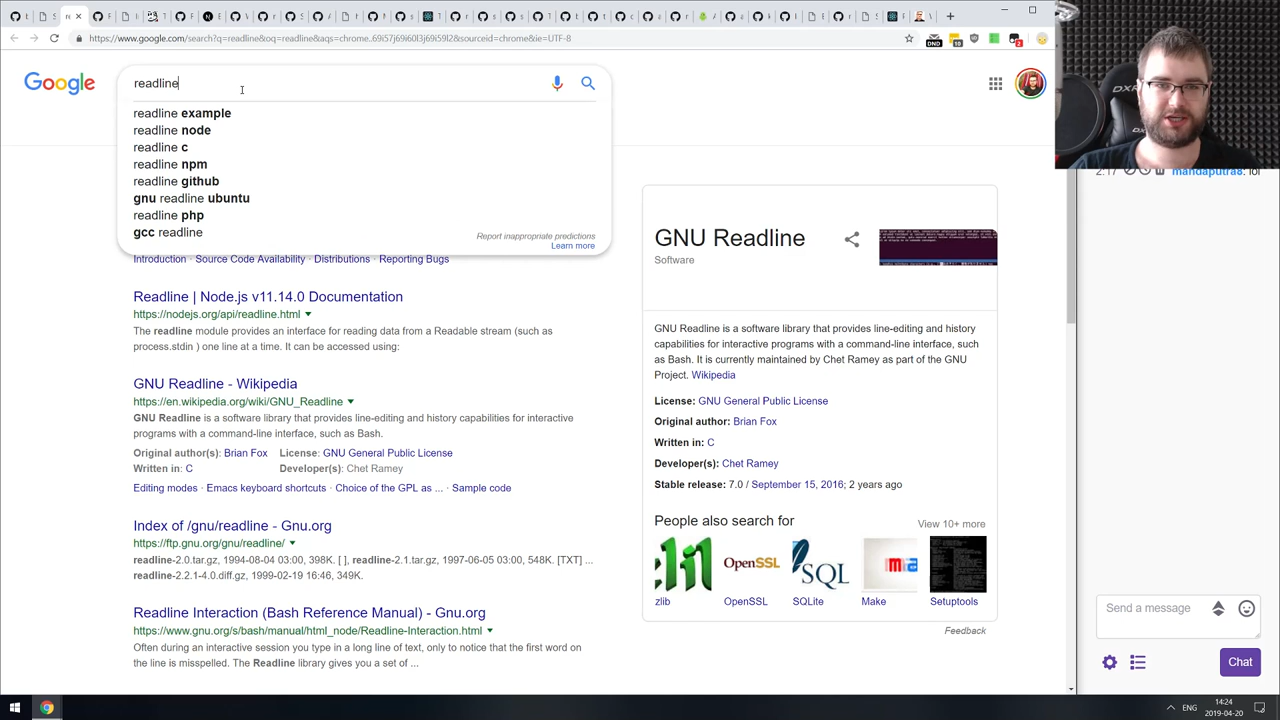 https://www.google.com/search?q=readline&oq=readline&aqs=chrome..69i57j69i60l3j69i59l2&sourceid=chrome&ie=UTF-8
DND
10
2
Google
readline
readline example
readline node
readline c
readline npm
readline github
gnu readline ubuntu
readline php
gcc readline
Report inappropriate predictions
Learn more
Introduction · Source Code Availability · Distributions · Reporting Bugs
Readline | Node.js v11.14.0 Documentation
https://nodejs.org/api/readline.html
The readline module provides an interface for reading data from a Readable stream (such as
process.stdin ) one line at a time. It can be accessed using:
GNU Readline - Wikipedia
https://en.wikipedia.org/wiki/GNU_Readline
GNU Readline is a software library that provides line-editing and history capabilities for interactive
programs with a command-line interface, such as Bash.
Original author(s): Brian Fox License: GNU General Public License
Written in: C Developer(s): Chet Ramey
Editing modes · Emacs keyboard shortcuts · Choice of the GPL as ... · Sample code
Index of /gnu/readline - Gnu.org
https://ftp.gnu.org/gnu/readline/
readline-2.0.tar.gz, 1998-04-04 03:00, 398K. [ ], readline-2.1.tar.gz, 1997-06-05 03:00, 548K. [TXT] ...
readline-2.2.1-4.0.diff.gz, 1999-02-19 16:46, 349K.
Readline Interaction (Bash Reference Manual) - Gnu.org
https://www.gnu.org/s/bash/manual/html_node/Readline-Interaction.html
Often during an interactive session you type in a long line of text, only to notice that the first word on
the line is misspelled. The Readline library gives you a set of ...
GNU Readline
Software
GNU Readline is a software library that provides line-editing and history
capabilities for interactive programs with a command-line interface, such
as Bash. It is currently maintained by Chet Ramey as part of the GNU
Project. Wikipedia
License: GNU General Public License
Original author: Brian Fox
Written in: C
Developer(s): Chet Ramey
Stable release: 7.0 / September 15, 2016; 2 years ago
People also search for
View 10+ more
OpenSSL
SQL
zlib
OpenSSL
SQLite
Make
Setuptools
Feedback
2:17 mandaputra8: lol
Send a message
Chat
ENG
14:24
2019-04-20